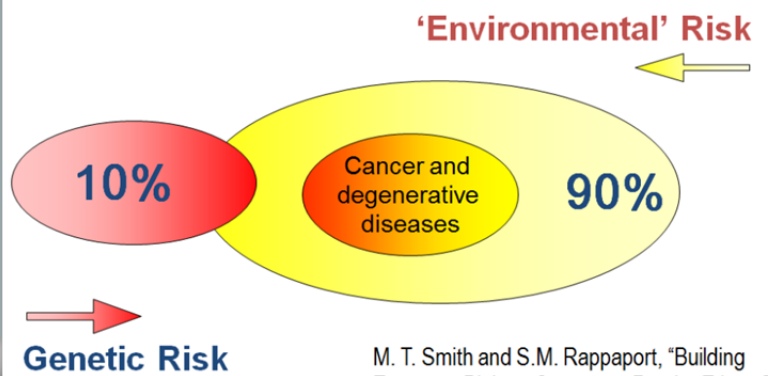 ‘Environmental’ Risk
10%
Cancer and
degenerative
diseases
90%
Genetic Risk
M. T. Smith and S.M. Rappaport, “Building